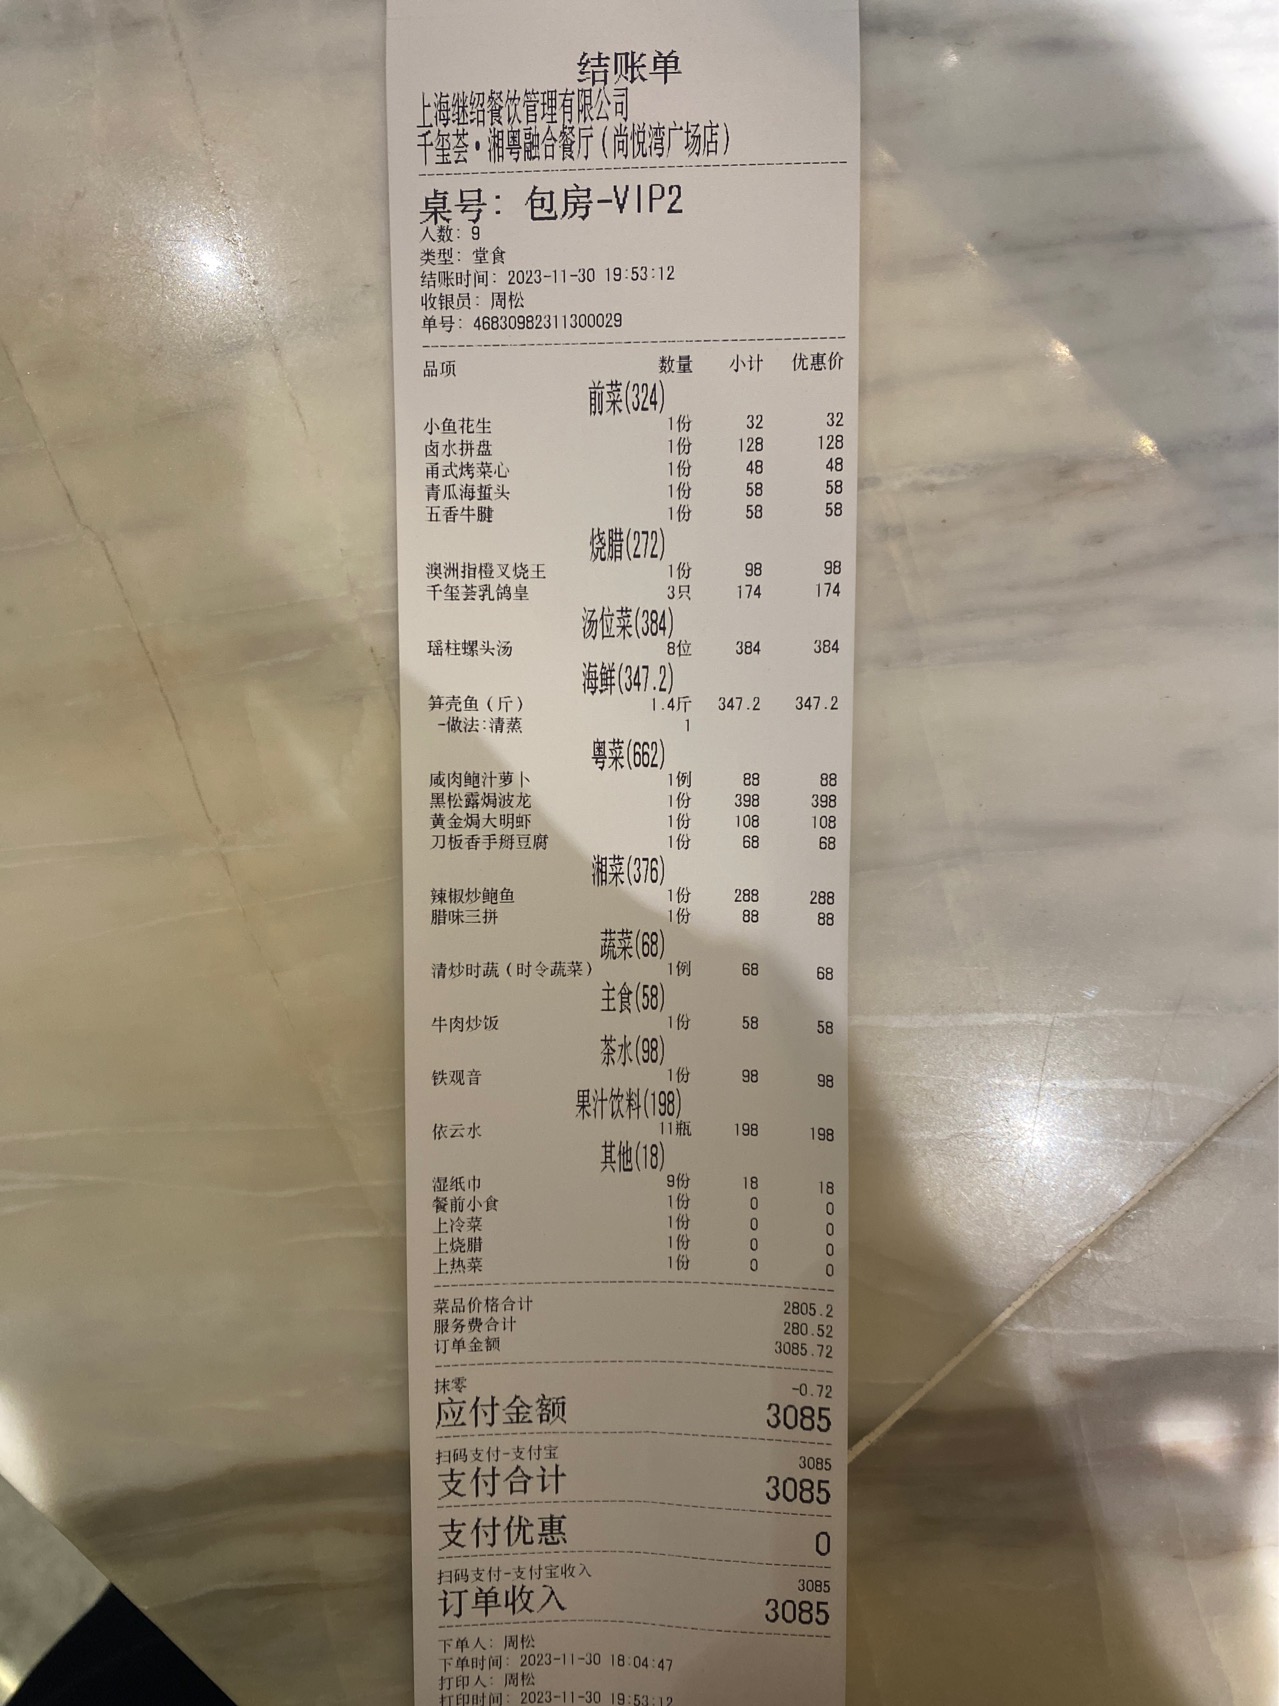 结账单
上海继绍餐饮管理有限公司
千玺荟•湘粤融合餐厅(尚悦湾广场店)
桌号: 包房-VIP2
人数: 9
类型: 堂食
结账时间: 2023-11-30 19:53:12
收银员: 周松
单号: 46830982311300029
品项 数量 小计 优惠价
前菜(324)
小鱼花生 1份 32 32
卤水拼盘 1份 128 128
甬式烤菜心 1份 48 48
青瓜海蜇头 1份 58 58
五香牛腱 1份 58 58
烧腊(272)
澳洲指橙叉烧王 1份 98 98
千玺荟乳鸽皇 3只 174 174
汤位菜(384)
瑶柱螺头汤 8位 384 384
海鲜(347.2)
笋壳鱼(斤) 1.4斤 347.2 347.2
-做法:清蒸 1
粤菜(662)
咸肉鲍汁萝卜 1例 88 88
黑松露焗波龙 1份 398 398
黄金焗大明虾 1份 108 108
刀板香手掰豆腐 1份 68 68
湘菜(376)
辣椒炒鲍鱼 1份 288 288
腊味三拼 1份 88 88
蔬菜(68)
清炒时蔬(时令蔬菜) 1例 68 68
主食(58)
牛肉炒饭 1份 58 58
茶水(98)
铁观音 1份 98 98
果汁饮料(198)
依云水 11瓶 198 198
其他(18)
湿纸巾 9份 18 18
餐前小食 1份 0 0
上冷菜 1份 0 0
上烧腊 1份 0 0
上热菜 1份 0 0
菜品价格合计 2805.2
服务费合计 280.52
订单金额 3085.72
抹零 -0.72
应付金额 3085
扫码支付-支付宝 3085
支付合计 3085
支付优惠 0
扫码支付-支付宝收入 3085
订单收入 3085
下单人: 周松
下单时间: 2023-11-30 18:04:47
打印人: 周松
打印时间: 2023-11-30 19:53:12